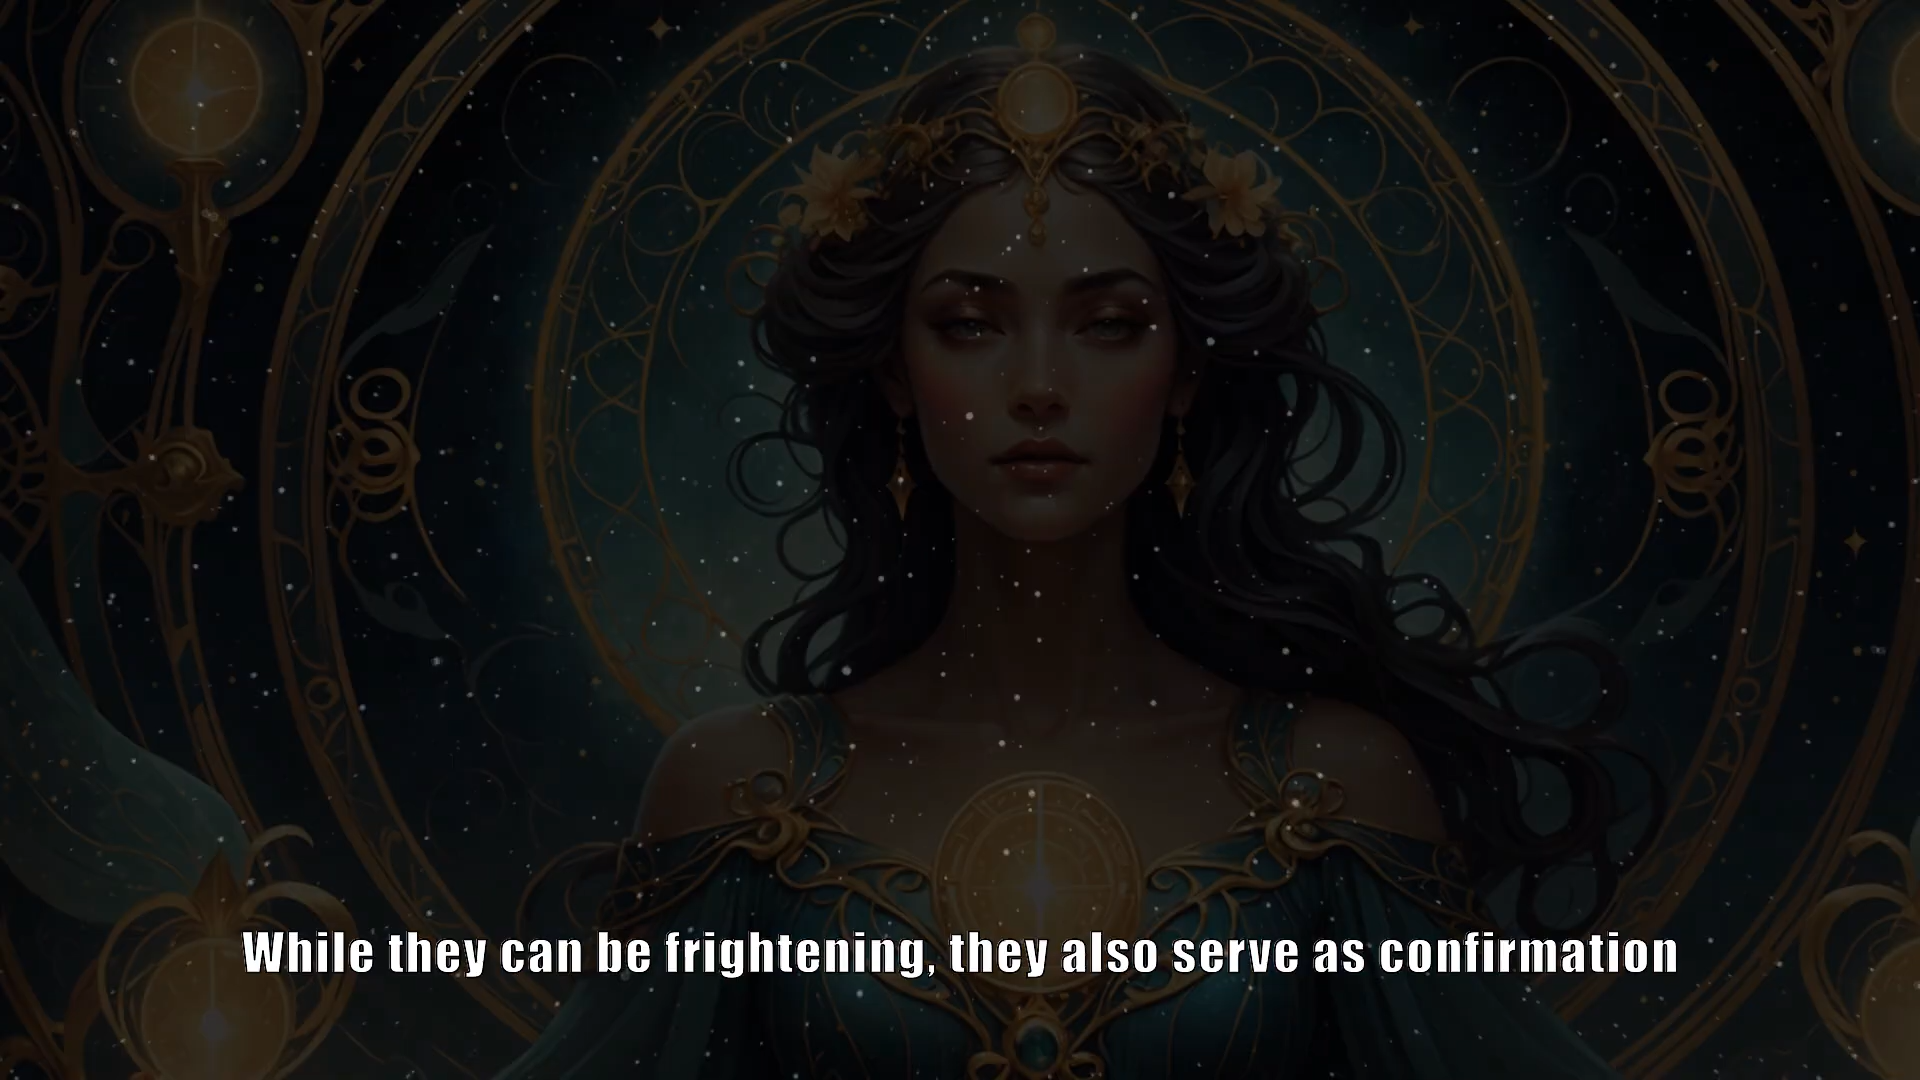 While they can be frightening, they also serve as confirmation